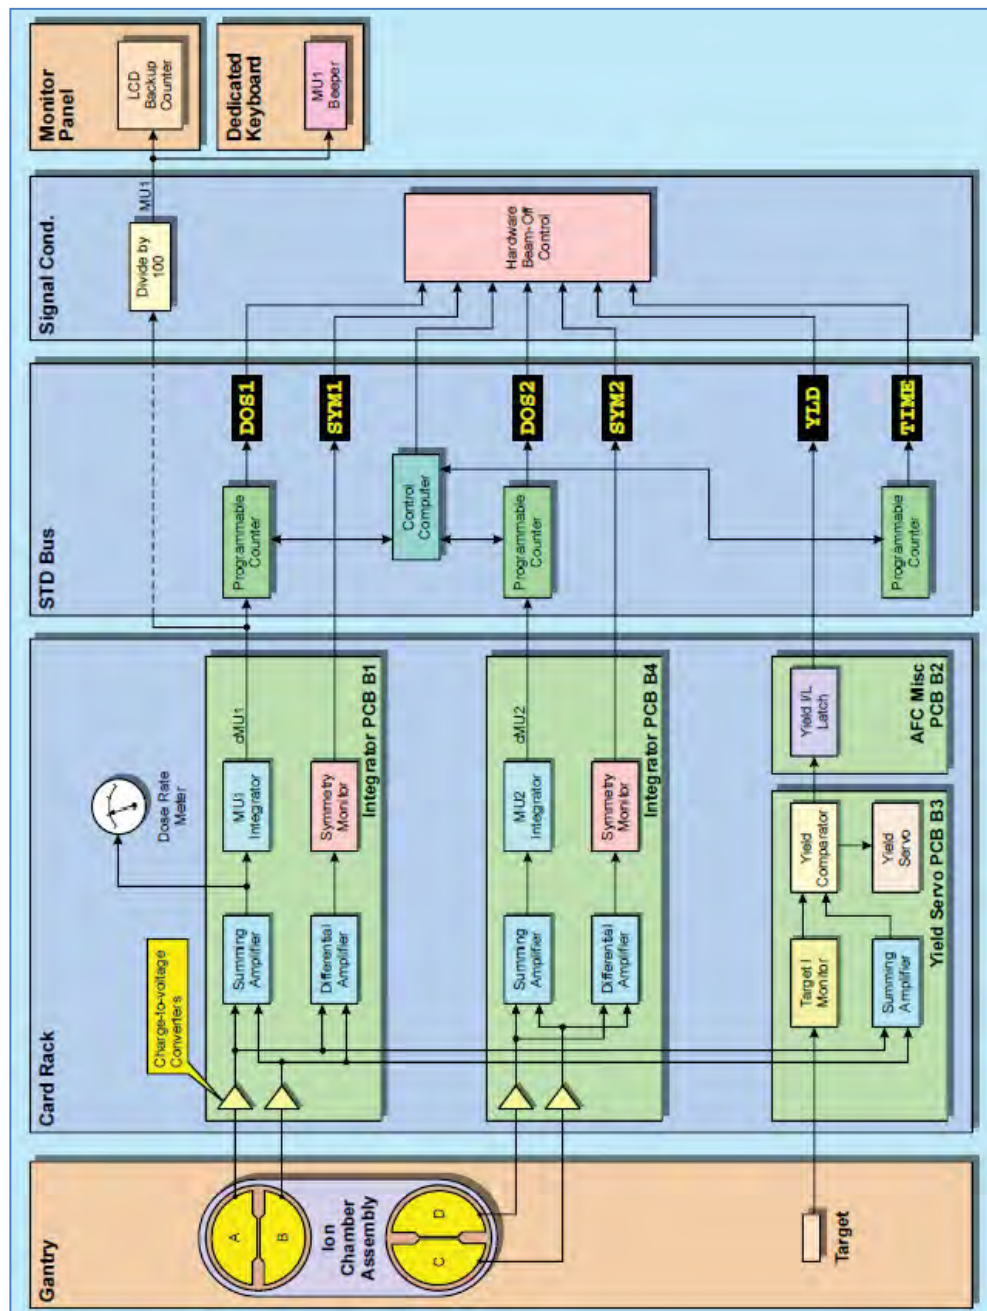 Monitor
Panel
LCD
Backup
Counter
Dedicated
Keyboard
MU1
Beeper
Signal Cond.
MU1
Divide by
100
Hardware
Beam-Off
Control
STD Bus
DOS1
SYM1
DOS2
SYM2
YLD
TIME
Programmable
Counter
Control
Computer
Programmable
Counter
Programmable
Counter
Card Rack
Dose Rate
Meter
Charge-to-voltage
Converters
dMU1
MU1
Integrator
Symmetry
Monitor
Summing
Amplifier
Differential
Amplifier
Integrator PCB B1
dMU2
MU2
Integrator
Symmetry
Monitor
Summing
Amplifier
Differential
Amplifier
Integrator PCB B4
Yield I/L
Latch
AFC Misc
PCB B2
Yield
Comparator
Yield
Servo
Target I
Monitor
Summing
Amplifier
Yield Servo PCB B3
Gantry
A
B
Ion
Chamber
Assembly
C
D
Target